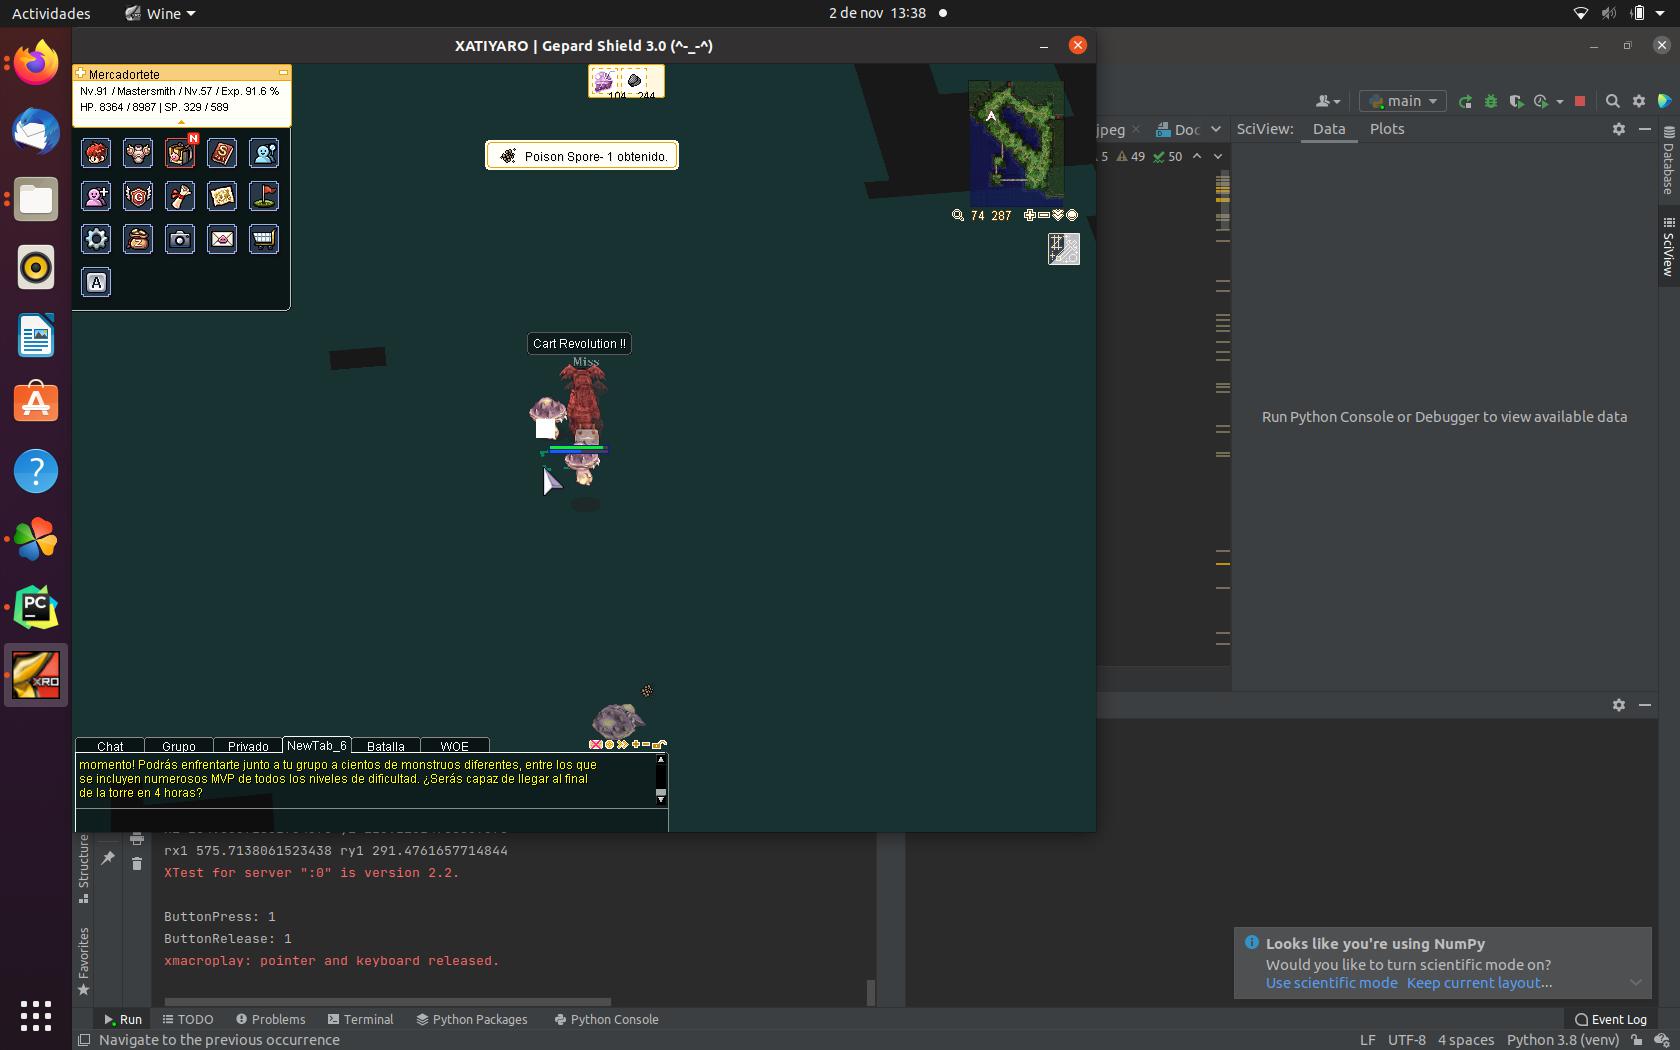 Actividades
Wine
2 de nov 13:38
XATIYARO | Gepard Shield 3.0 (^-_-^)
Mercadortete
Nv.91 / Mastersmith / Nv.57 / Exp. 91.6 %
HP. 8364 / 8987 | SP. 329 / 589
N
A
104 244
Poison Spore- 1 obtenido.
74 287
Cart Revolution !!
Miss
Chat
Grupo
Privado
NewTab_6
Batalla
WOE
momento! Podrás enfrentarte junto a tu grupo a cientos de monstruos diferentes, entre los que
se incluyen numerosos MVP de todos los niveles de dificultad. ¿Serás capaz de llegar al final
de la torre en 4 horas?
main
jpeg
Doc
SciView:
Data
Plots
5
49
50
Database
SciView
Run Python Console or Debugger to view available data
PC
XRO
Structure
Favorites
rx1 575.7138061523438 ry1 291.4761657714844
XTest for server ":0" is version 2.2.
ButtonPress: 1
ButtonRelease: 1
xmacroplay: pointer and keyboard released.
Looks like you're using NumPy
Would you like to turn scientific mode on?
Use scientific mode Keep current layout...
Run
TODO
Problems
Terminal
Python Packages
Python Console
Event Log
Navigate to the previous occurrence
LF UTF-8 4 spaces Python 3.8 (venv)